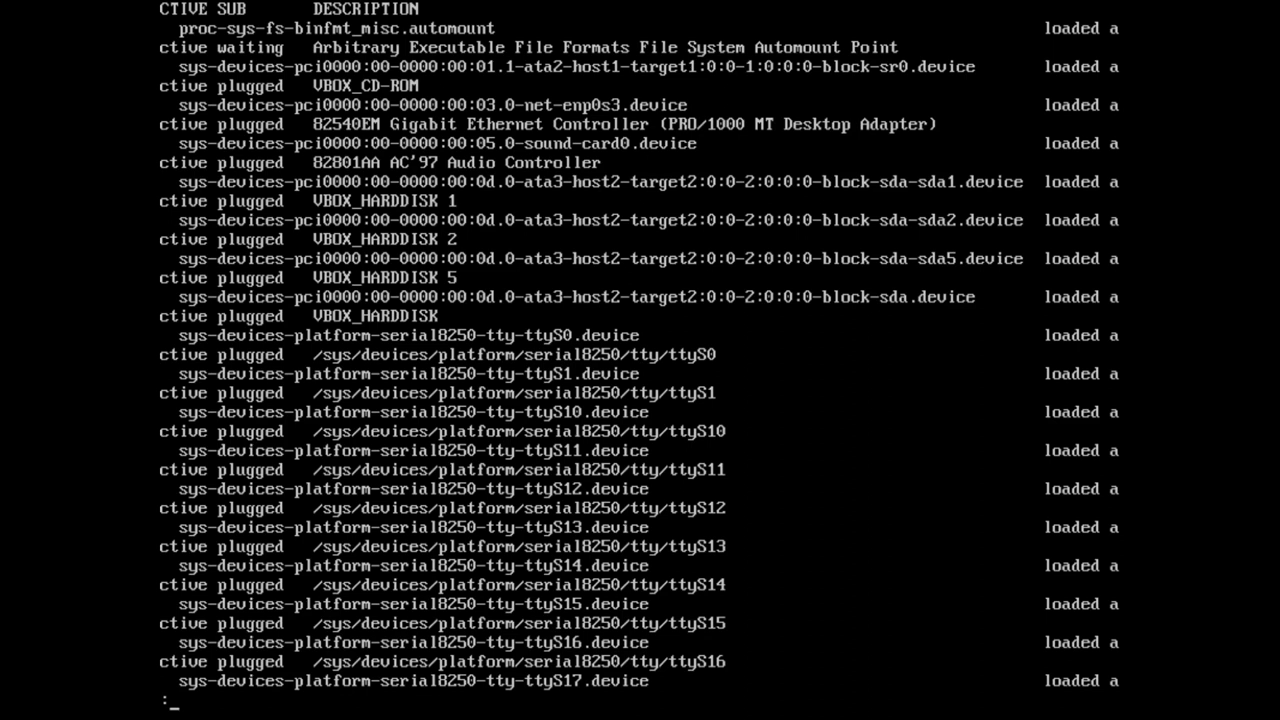 CTIVE SUB DESCRIPTION
proc-sys-fs-binfmt_misc.automount loaded a
ctive waiting Arbitrary Executable File Formats File System Automount Point
sys-devices-pci0000:00-0000:00:01.1-ata2-host1-target1:0:0-1:0:0:0-block-sr0.device loaded a
ctive plugged VBOX_CD-ROM
sys-devices-pci0000:00-0000:00:03.0-net-enp0s3.device loaded a
ctive plugged 82540EM Gigabit Ethernet Controller (PRO/1000 MT Desktop Adapter)
sys-devices-pci0000:00-0000:00:05.0-sound-card0.device loaded a
ctive plugged 82801AA AC'97 Audio Controller
sys-devices-pci0000:00-0000:00:0d.0-ata3-host2-target2:0:0-2:0:0:0-block-sda-sda1.device loaded a
ctive plugged VBOX_HARDDISK 1
sys-devices-pci0000:00-0000:00:0d.0-ata3-host2-target2:0:0-2:0:0:0-block-sda-sda2.device loaded a
ctive plugged VBOX_HARDDISK 2
sys-devices-pci0000:00-0000:00:0d.0-ata3-host2-target2:0:0-2:0:0:0-block-sda-sda5.device loaded a
ctive plugged VBOX_HARDDISK 5
sys-devices-pci0000:00-0000:00:0d.0-ata3-host2-target2:0:0-2:0:0:0-block-sda.device loaded a
ctive plugged VBOX_HARDDISK
sys-devices-platform-serial8250-tty-ttyS0.device loaded a
ctive plugged /sys/devices/platform/serial8250/tty/ttyS0
sys-devices-platform-serial8250-tty-ttyS1.device loaded a
ctive plugged /sys/devices/platform/serial8250/tty/ttyS1
sys-devices-platform-serial8250-tty-ttyS10.device loaded a
ctive plugged /sys/devices/platform/serial8250/tty/ttyS10
sys-devices-platform-serial8250-tty-ttyS11.device loaded a
ctive plugged /sys/devices/platform/serial8250/tty/ttyS11
sys-devices-platform-serial8250-tty-ttyS12.device loaded a
ctive plugged /sys/devices/platform/serial8250/tty/ttyS12
sys-devices-platform-serial8250-tty-ttyS13.device loaded a
ctive plugged /sys/devices/platform/serial8250/tty/ttyS13
sys-devices-platform-serial8250-tty-ttyS14.device loaded a
ctive plugged /sys/devices/platform/serial8250/tty/ttyS14
sys-devices-platform-serial8250-tty-ttyS15.device loaded a
ctive plugged /sys/devices/platform/serial8250/tty/ttyS15
sys-devices-platform-serial8250-tty-ttyS16.device loaded a
ctive plugged /sys/devices/platform/serial8250/tty/ttyS16
sys-devices-platform-serial8250-tty-ttyS17.device loaded a
:_